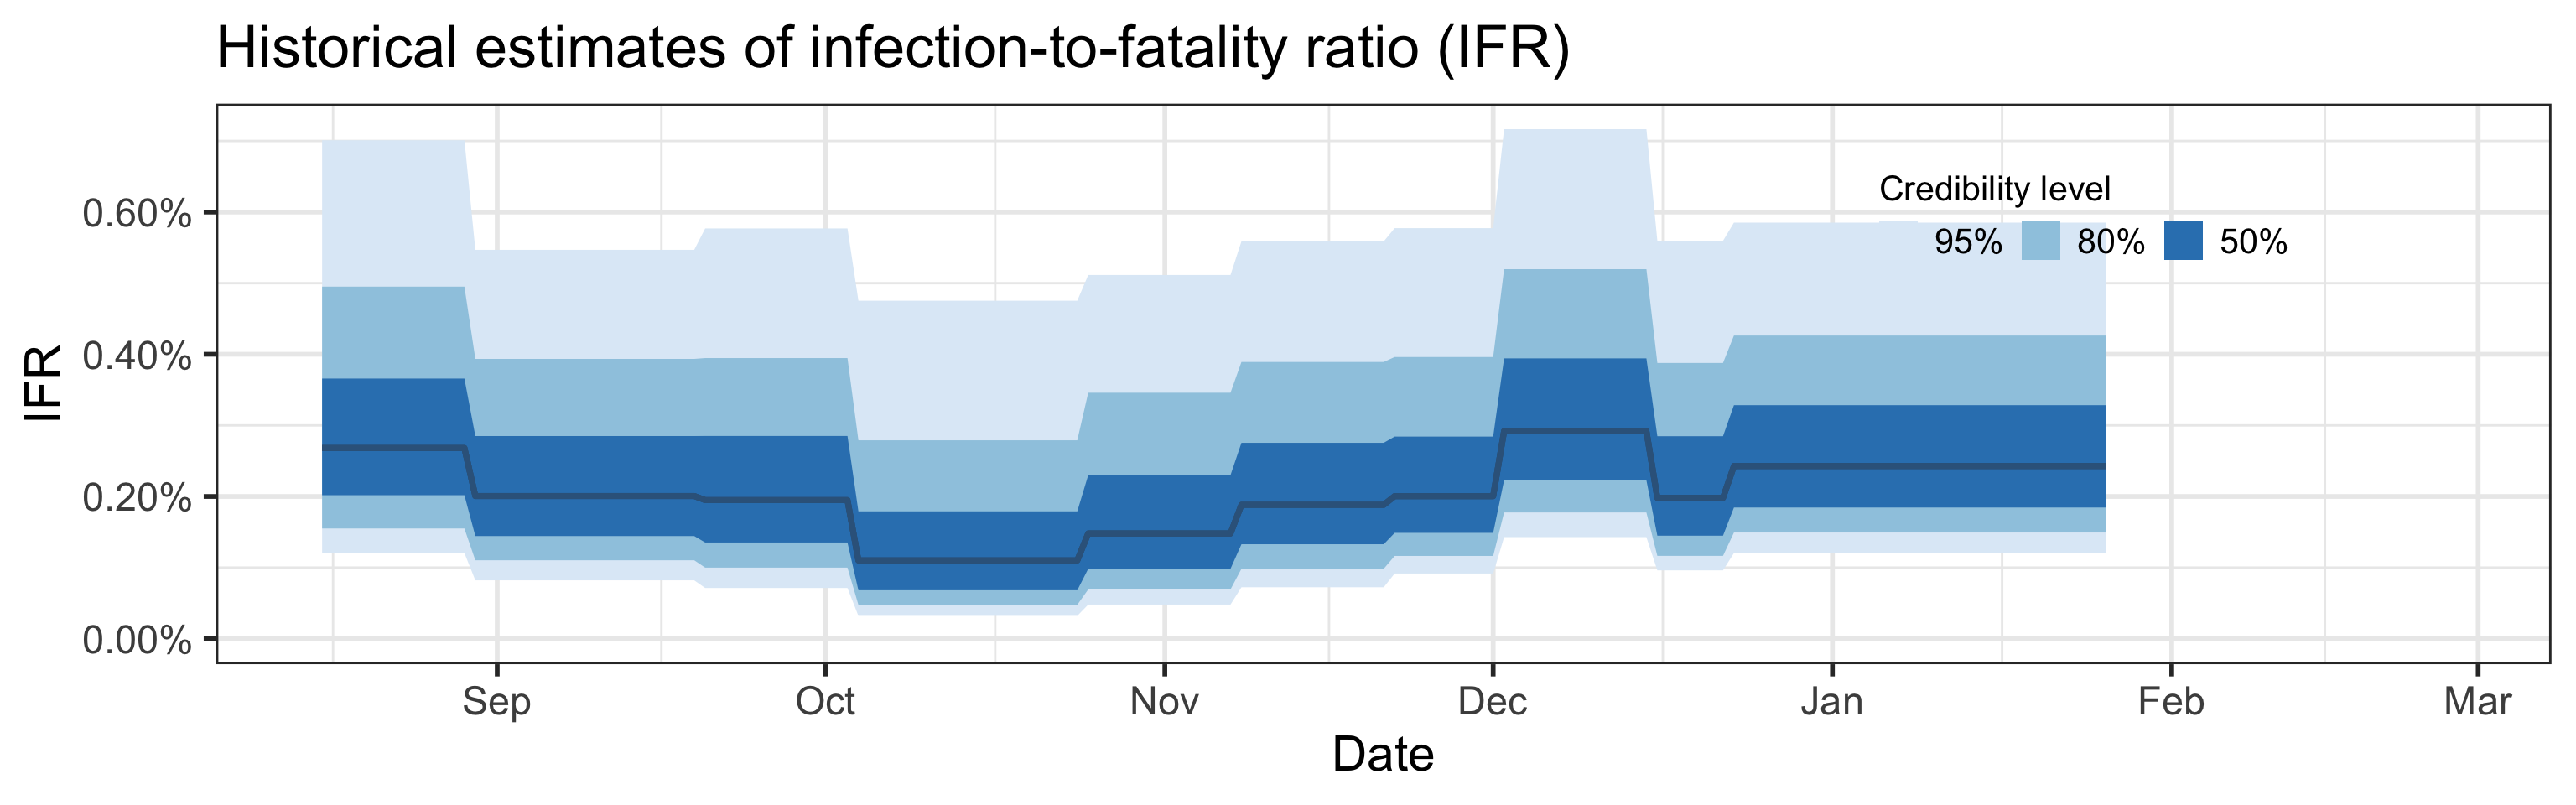 Historical estimates of infection-to-fatality ratio (IFR)
Credibility level
95% 80% 50%
IFR
0.60%
0.40%
0.20%
0.00%
Sep Oct Nov Dec Jan Feb Mar
Date